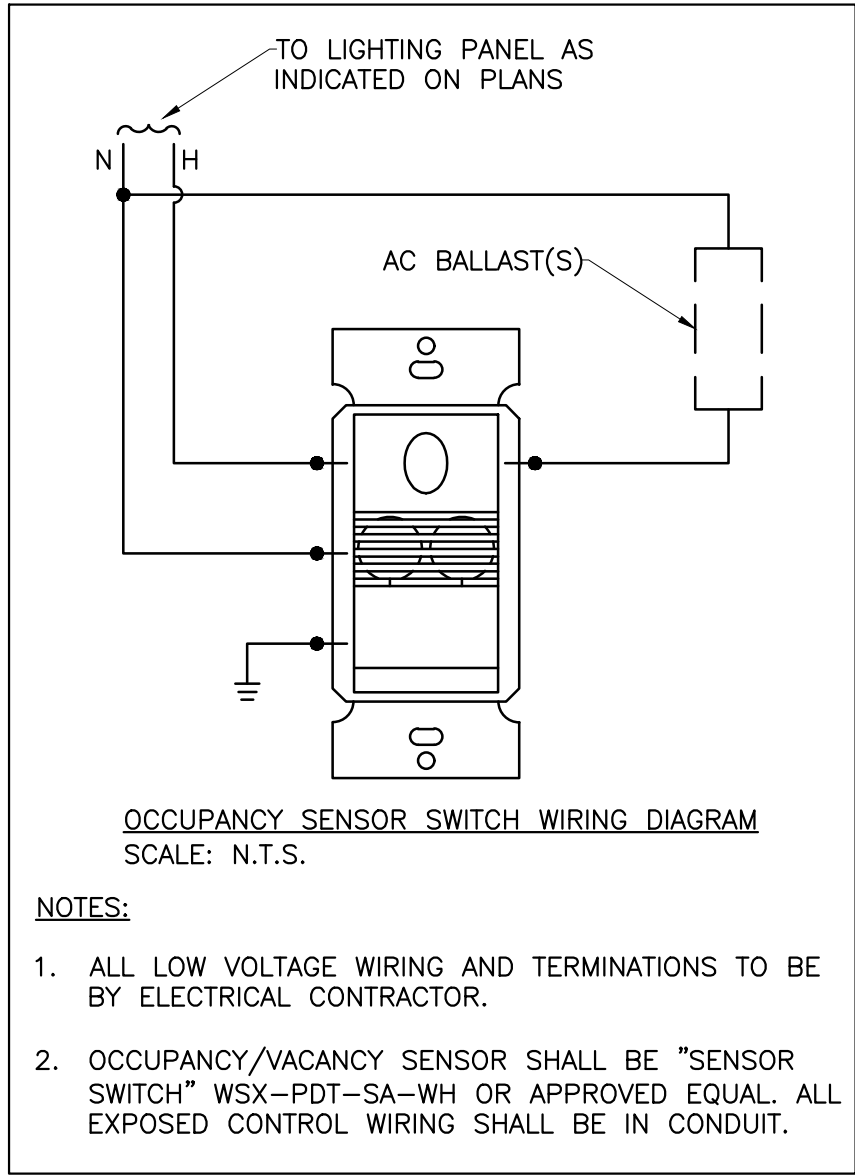 TO LIGHTING PANEL AS
INDICATED ON PLANS
N H
AC BALLAST(S)
OCCUPANCY SENSOR SWITCH WIRING DIAGRAM
SCALE: N.T.S.
NOTES:
1. ALL LOW VOLTAGE WIRING AND TERMINATIONS TO BE
BY ELECTRICAL CONTRACTOR.
2. OCCUPANCY/VACANCY SENSOR SHALL BE "SENSOR
SWITCH" WSX-PDT-SA-WH OR APPROVED EQUAL. ALL
EXPOSED CONTROL WIRING SHALL BE IN CONDUIT.